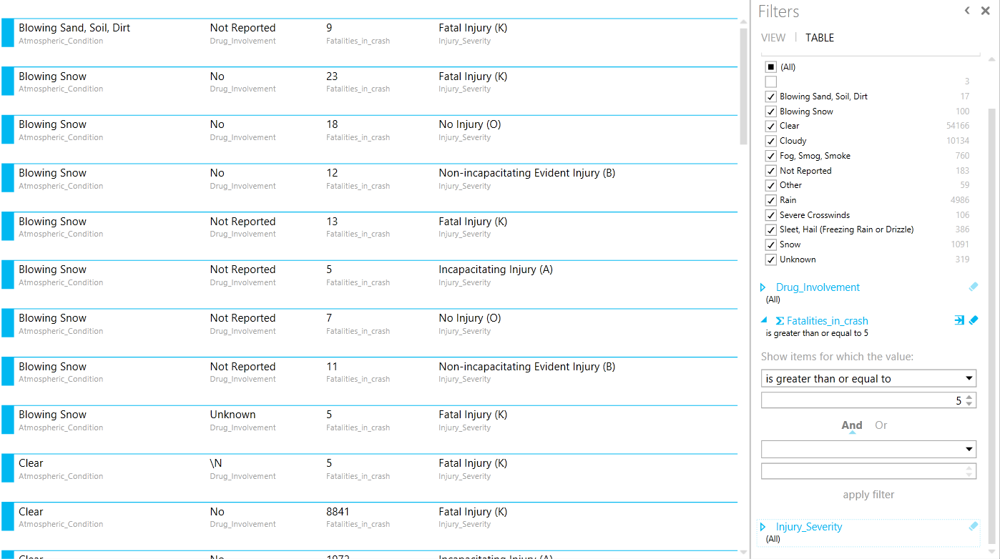 Blowing Sand, Soil, Dirt Not Reported 9 Fatal Injury (K)
Atmospheric_Condition Drug_Involvement Fatalities_in_crash Injury_Severity
Blowing Snow No 23 Fatal Injury (K)
Atmospheric_Condition Drug_Involvement Fatalities_in_crash Injury_Severity
Blowing Snow No 18 No Injury (O)
Atmospheric_Condition Drug_Involvement Fatalities_in_crash Injury_Severity
Blowing Snow No 12 Non-incapacitating Evident Injury (B)
Atmospheric_Condition Drug_Involvement Fatalities_in_crash Injury_Severity
Blowing Snow Not Reported 13 Fatal Injury (K)
Atmospheric_Condition Drug_Involvement Fatalities_in_crash Injury_Severity
Blowing Snow Not Reported 5 Incapacitating Injury (A)
Atmospheric_Condition Drug_Involvement Fatalities_in_crash Injury_Severity
Blowing Snow Not Reported 7 No Injury (O)
Atmospheric_Condition Drug_Involvement Fatalities_in_crash Injury_Severity
Blowing Snow Not Reported 11 Non-incapacitating Evident Injury (B)
Atmospheric_Condition Drug_Involvement Fatalities_in_crash Injury_Severity
Blowing Snow Unknown 5 Fatal Injury (K)
Atmospheric_Condition Drug_Involvement Fatalities_in_crash Injury_Severity
Clear \N 5 Fatal Injury (K)
Atmospheric_Condition Drug_Involvement Fatalities_in_crash Injury_Severity
Clear No 8841 Fatal Injury (K)
Atmospheric_Condition Drug_Involvement Fatalities_in_crash Injury_Severity
Clear No 1972 Incapacitating Injury (A)
Filters
VIEW | TABLE
(All)
3
Blowing Sand, Soil, Dirt 17
Blowing Snow 100
Clear 54166
Cloudy 10134
Fog, Smog, Smoke 760
Not Reported 183
Other 59
Rain 4986
Severe Crosswinds 106
Sleet, Hail (Freezing Rain or Drizzle) 386
Snow 1091
Unknown 319
Drug_Involvement
(All)
Σ Fatalities_in_crash
is greater than or equal to 5
Show items for which the value:
is greater than or equal to
5
And Or
apply filter
Injury_Severity
(All)